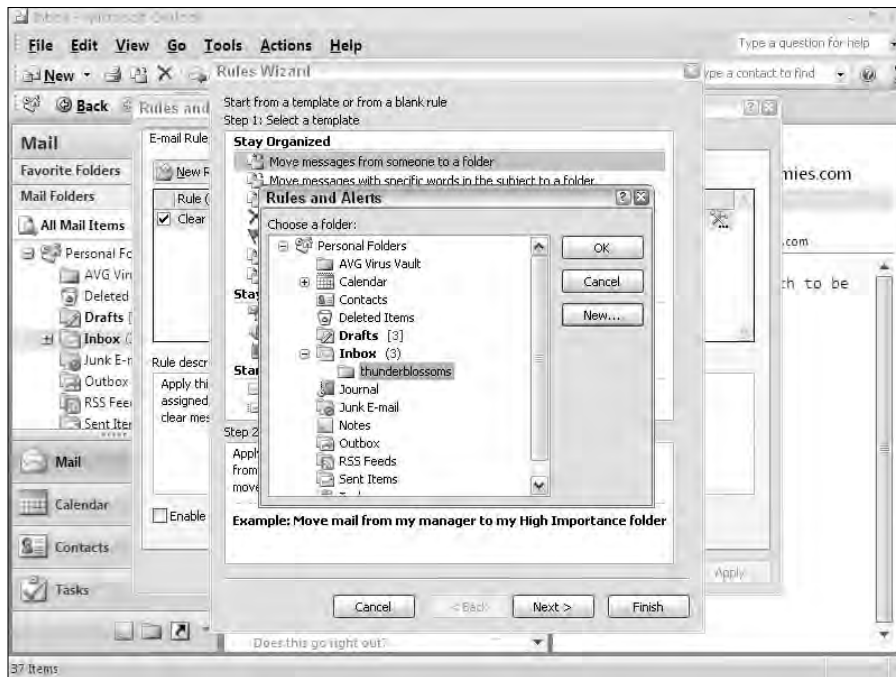 Inbox - Microsoft Outlook
File Edit View Go Tools Actions Help
Type a question for help
New
Rules Wizard
ype a contact to find
Back
Rules and
Start from a template or from a blank rule
Step 1: Select a template
Mail
E-mail Rule
Stay Organized
Favorite Folders
New R
Move messages from someone to a folder
mies.com
Mail Folders
Rule (
Move messages with specific words in the subject to a folder
All Mail Items
Clear
Rules and Alerts
Choose a folder:
.com
Personal Fo
AVG Viru
Deleted
Drafts [
Inbox (
Junk E-m
Outbox
RSS Fee
Sent Iter
Personal Folders
AVG Virus Vault
Calendar
Contacts
Deleted Items
Drafts [3]
Inbox (3)
thunderblossoms
Journal
Junk E-mail
Notes
Outbox
RSS Feeds
Sent Items
OK
Cancel
New...
to be
Stay
Star
Rule descr
Apply thi
assigned
clear mes
Step 2
Apply
from
move
Mail
Calendar
Contacts
Tasks
Enable
Example: Move mail from my manager to my High Importance folder
Apply
Cancel
< Back
Next >
Finish
Does this go right out?
37 Items